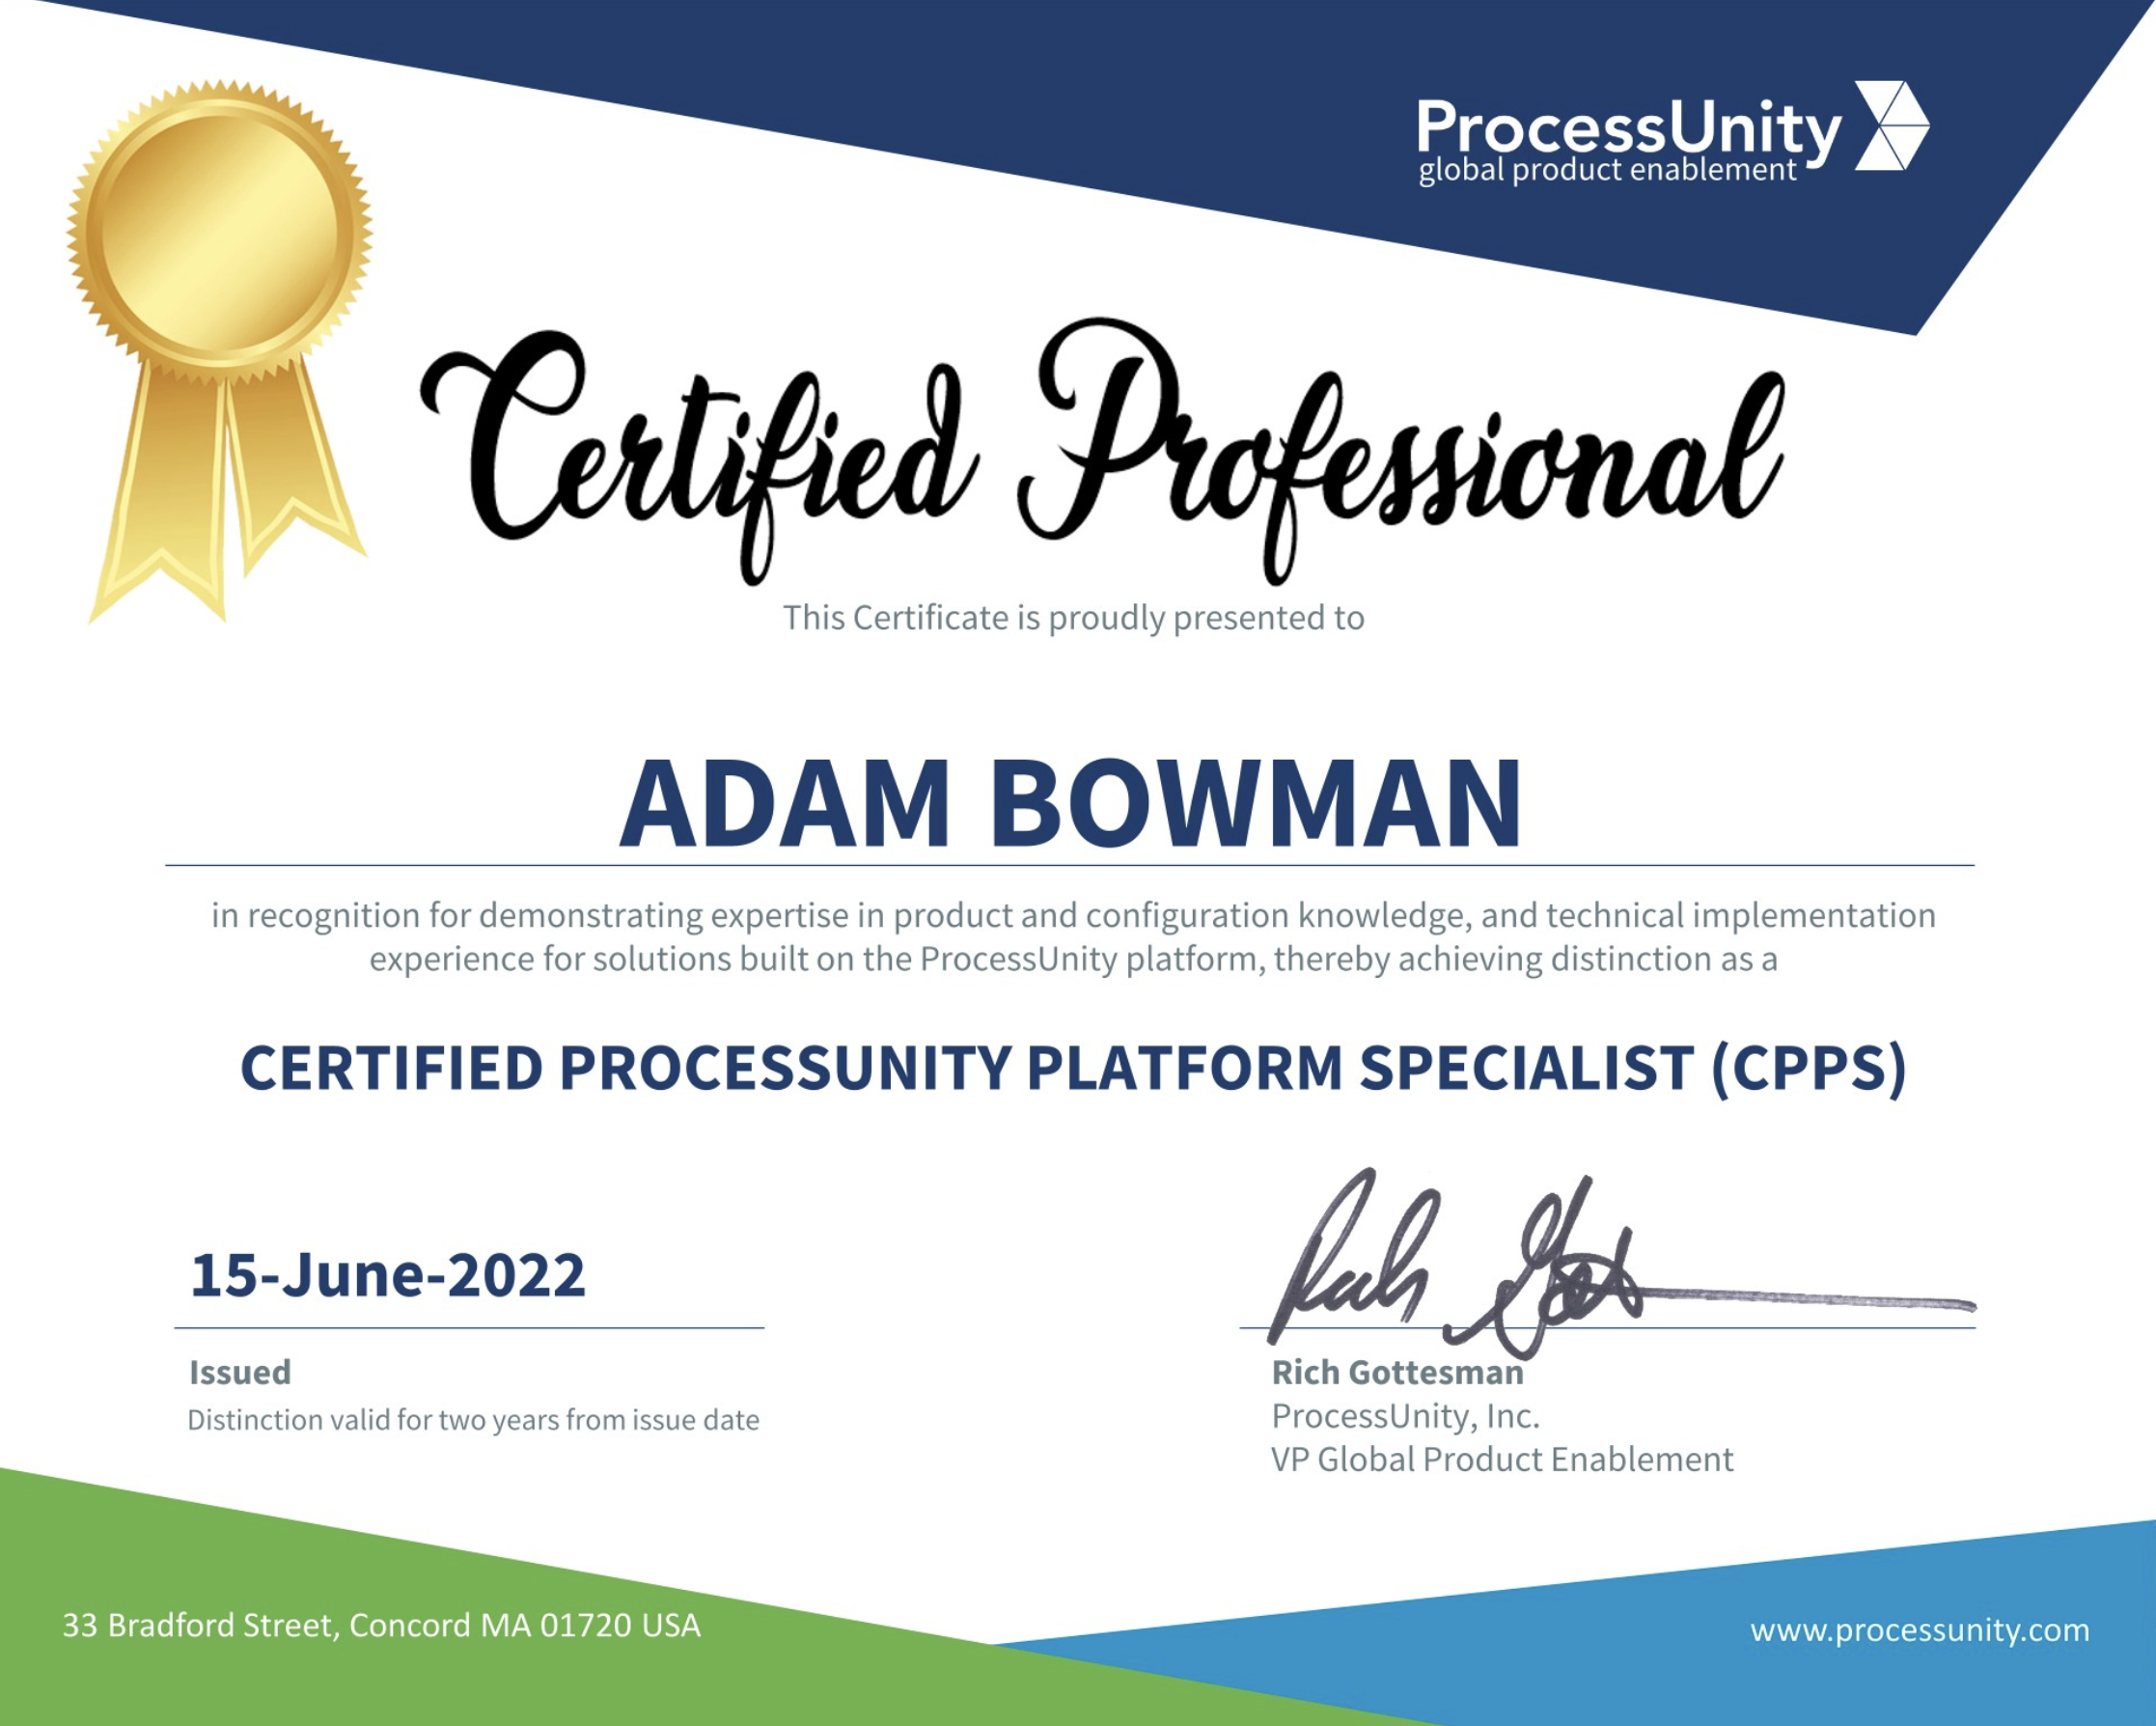 ProcessUnity
global product enablement
Certified Professional
This Certificate is proudly presented to
ADAM BOWMAN
in recognition for demonstrating expertise in product and configuration knowledge, and technical implementation
experience for solutions built on the ProcessUnity platform, thereby achieving distinction as a
CERTIFIED PROCESSUNITY PLATFORM SPECIALIST (CPPS)
15-June-2022
Issued
Distinction valid for two years from issue date
Rich Gottesman
ProcessUnity, Inc.
VP Global Product Enablement
33 Bradford Street, Concord MA 01720 USA
www.processunity.com